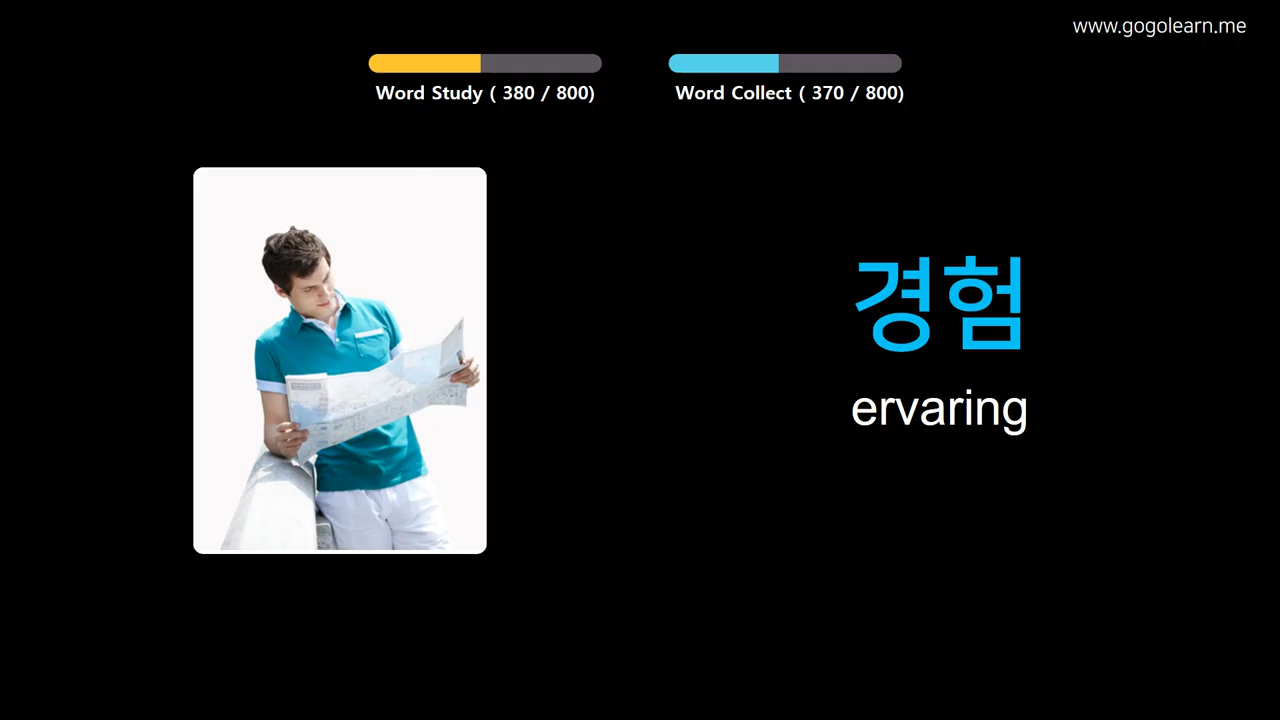 www.gogolearn.me
Word Study ( 380 / 800)
Word Collect ( 370 / 800)
경험
ervaring